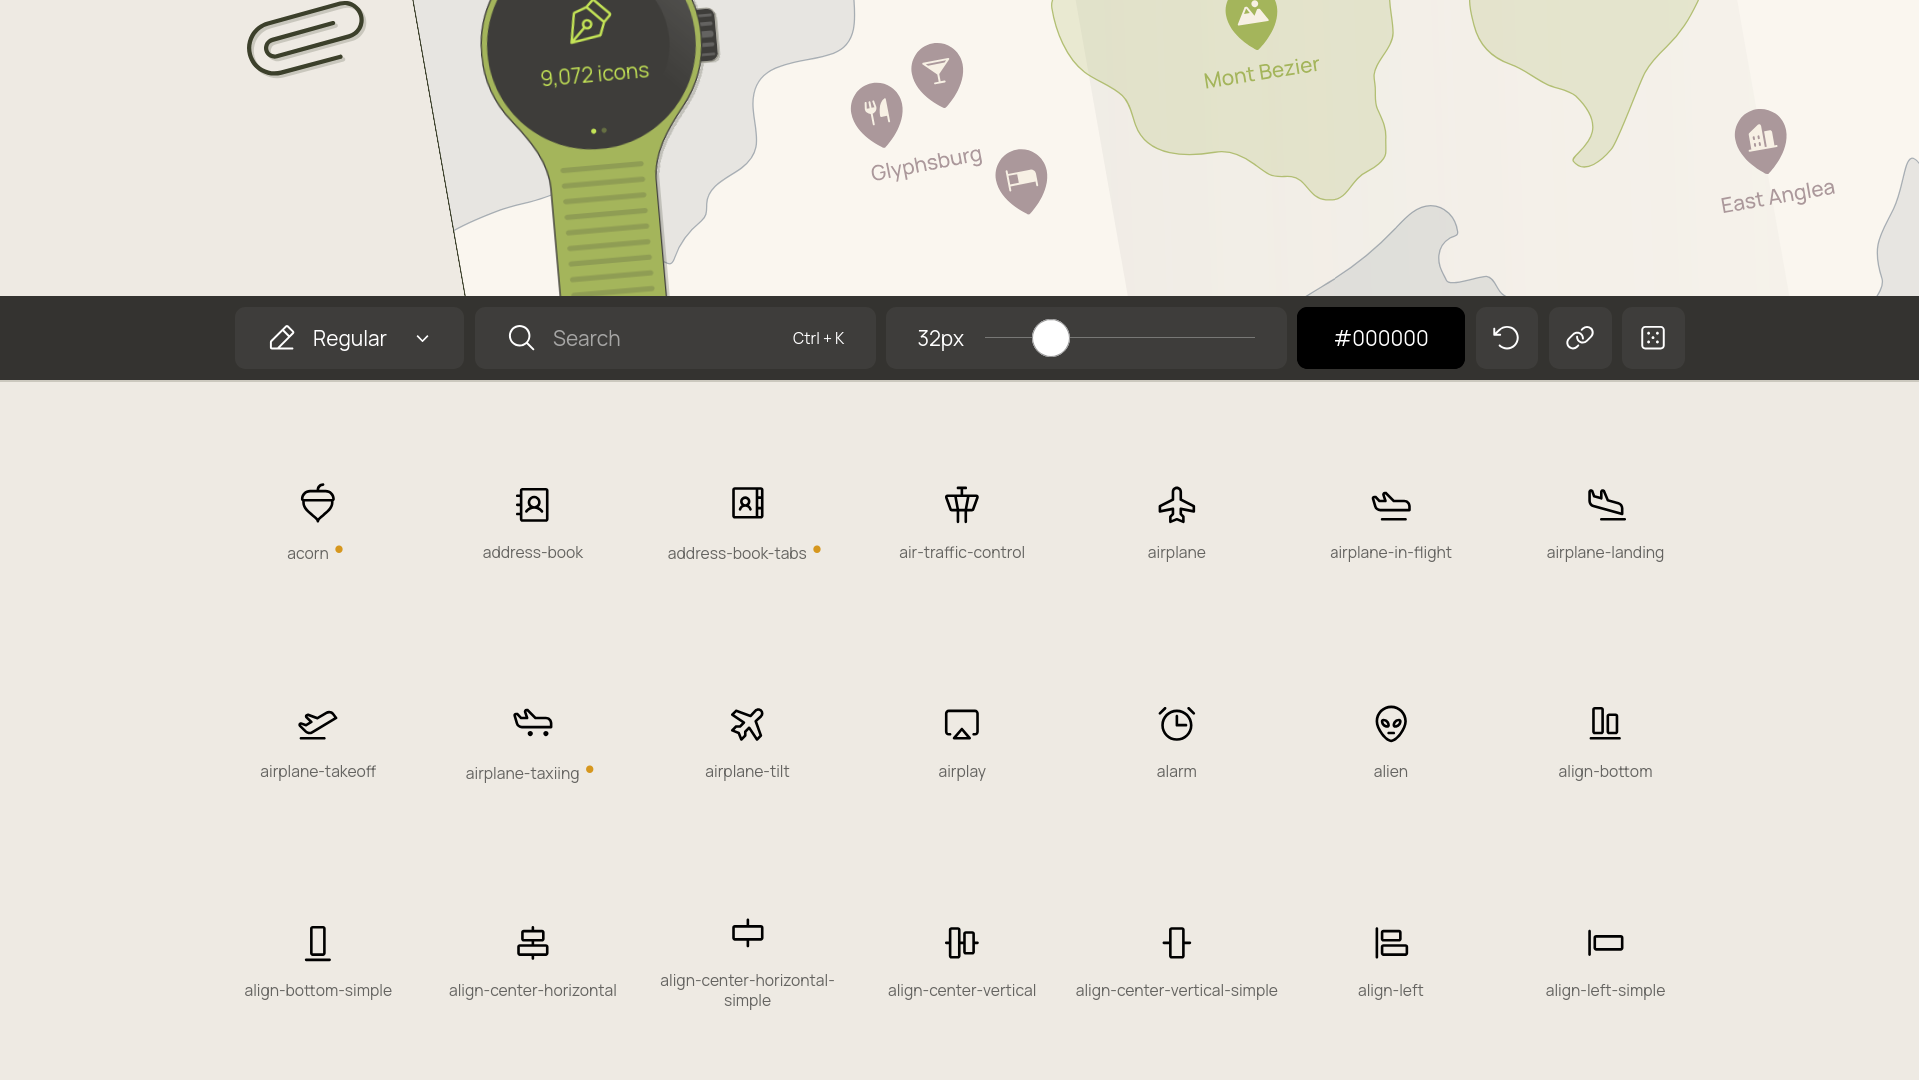 9,072 icons
Mont Bezier
Glyphsburg
East Anglea
Regular
Search
Ctrl + K
32px
#000000
acorn
address-book
address-book-tabs
air-traffic-control
airplane
airplane-in-flight
airplane-landing
airplane-takeoff
airplane-taxiing
airplane-tilt
airplay
alarm
alien
align-bottom
align-bottom-simple
align-center-horizontal
align-center-horizontal-
simple
align-center-vertical
align-center-vertical-simple
align-left
align-left-simple